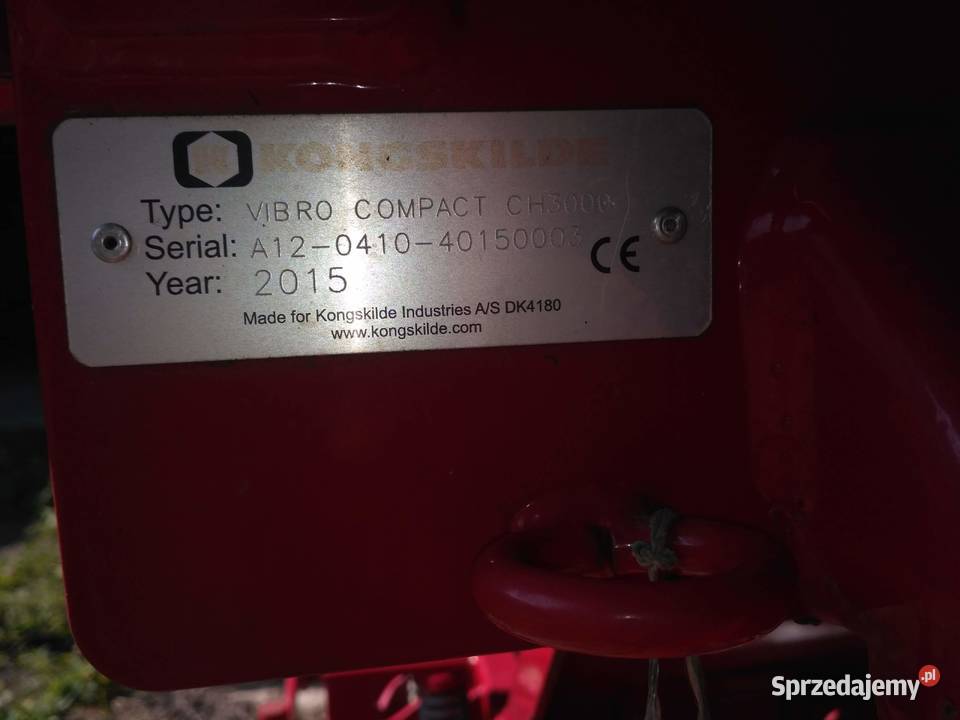 KONGSKILDE
Type: VIBRO COMPACT CH3000
Serial: A12-0410-40150003
Year: 2015
CE
Made for Kongskilde Industries A/S DK4180
www.kongskilde.com
Sprzedajemy.pl